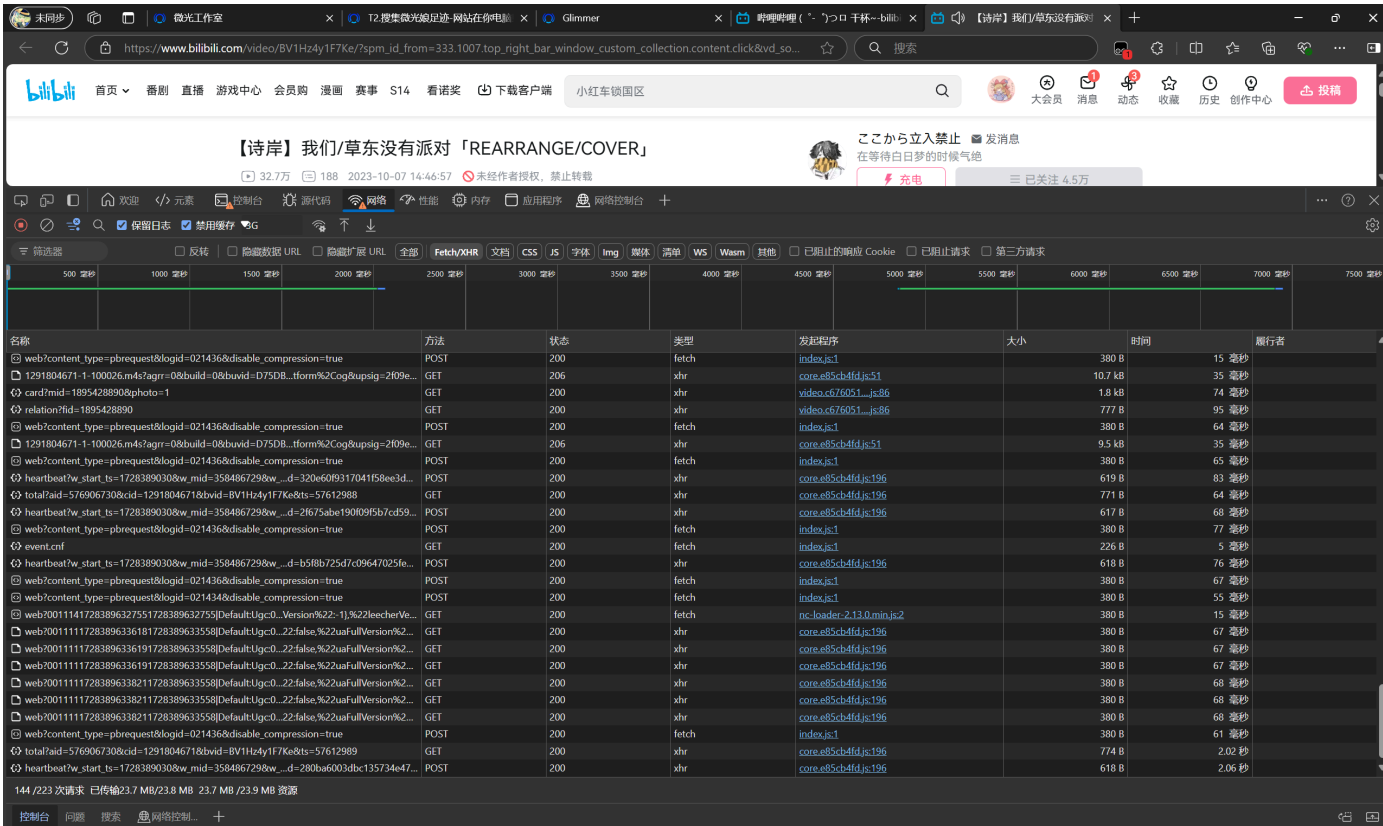 未同步 微光工作室 T2.搜集微光娘足迹-网站在你电脑 Glimmer 哔哩哔哩 ( ゜- ゜)つロ 干杯~-bilibi 【诗岸】我们/草东没有派对
https://www.bilibili.com/video/BV1Hz4y1F7Ke/?spm_id_from=333.1007.top_right_bar_window_custom_collection.content.click&vd_so... 搜索 1
bilibili 首页 番剧 直播 游戏中心 会员购 漫画 赛事 S14 看诺奖 下载客户端 小红车锁国区 大会员 1 消息 3 动态 收藏 历史 创作中心 投稿
【诗岸】我们/草东没有派对「REARRANGE/COVER」
32.7万 188 2023-10-07 14:46:57 未经作者授权，禁止转载
ここから立入禁止 发消息
在等待白日梦的时候气绝
充电 已关注 4.5万
欢迎 元素 控制台 源代码 网络 性能 内存 应用程序 网络控制台
保留日志 禁用缓存 3G
筛选器 反转 隐藏数据 URL 隐藏扩展 URL 全部 Fetch/XHR 文档 CSS JS 字体 Img 媒体 清单 WS Wasm 其他 已阻止的响应 Cookie 已阻止请求 第三方请求
500 毫秒 1000 毫秒 1500 毫秒 2000 毫秒 2500 毫秒 3000 毫秒 3500 毫秒 4000 毫秒 4500 毫秒 5000 毫秒 5500 毫秒 6000 毫秒 6500 毫秒 7000 毫秒 7500 毫秒
名称 方法 状态 类型 发起程序 大小 时间 履行者
web?content_type=pbrequest&logid=021436&disable_compression=true POST 200 fetch index.js:1 380 B 15 毫秒
1291804671-1-100026.m4s?agrr=0&build=0&buvid=D75DB...tform%2Cog&upsig=2f09e... GET 206 xhr core.e85cb4fd.js:51 10.7 kB 35 毫秒
card?mid=1895428890&photo=1 GET 200 xhr video.c676051....js:86 1.8 kB 74 毫秒
relation?fid=1895428890 GET 200 xhr video.c676051....js:86 777 B 95 毫秒
web?content_type=pbrequest&logid=021436&disable_compression=true POST 200 fetch index.js:1 380 B 64 毫秒
1291804671-1-100026.m4s?agrr=0&build=0&buvid=D75DB...tform%2Cog&upsig=2f09e... GET 206 xhr core.e85cb4fd.js:51 9.5 kB 35 毫秒
web?content_type=pbrequest&logid=021436&disable_compression=true POST 200 fetch index.js:1 380 B 65 毫秒
heartbeat?w_start_ts=1728389030&w_mid=358486729&w_...d=320e60f9317041f58ee3d... POST 200 xhr core.e85cb4fd.js:196 619 B 83 毫秒
total?aid=576906730&cid=1291804671&bvid=BV1Hz4y1F7Ke&ts=57612988 GET 200 xhr core.e85cb4fd.js:196 771 B 64 毫秒
heartbeat?w_start_ts=1728389030&w_mid=358486729&w_...d=2f675abe190f09f5b7cd59... POST 200 xhr core.e85cb4fd.js:196 617 B 68 毫秒
web?content_type=pbrequest&logid=021436&disable_compression=true POST 200 fetch index.js:1 380 B 77 毫秒
event.cnf GET 200 fetch index.js:1 226 B 5 毫秒
heartbeat?w_start_ts=1728389030&w_mid=358486729&w_...d=b5f8b725d7c09647025fe... POST 200 xhr core.e85cb4fd.js:196 618 B 76 毫秒
web?content_type=pbrequest&logid=021436&disable_compression=true POST 200 fetch index.js:1 380 B 67 毫秒
web?content_type=pbrequest&logid=021434&disable_compression=true POST 200 fetch index.js:1 380 B 55 毫秒
web?00111417283896327551728389632755|Default:Ugc:0...Version%22:-1},%22leecherVe... GET 200 fetch nc-loader-2.13.0.min.js:2 380 B 15 毫秒
web?00111117283896336181728389633558|Default:Ugc:0...22:false,%22uaFullVersion%2... GET 200 xhr core.e85cb4fd.js:196 380 B 67 毫秒
web?00111117283896336191728389633558|Default:Ugc:0...22:false,%22uaFullVersion%2... GET 200 xhr core.e85cb4fd.js:196 380 B 67 毫秒
web?00111117283896336191728389633558|Default:Ugc:0...22:false,%22uaFullVersion%2... GET 200 xhr core.e85cb4fd.js:196 380 B 67 毫秒
web?00111117283896338211728389633558|Default:Ugc:0...22:false,%22uaFullVersion%2... GET 200 xhr core.e85cb4fd.js:196 380 B 68 毫秒
web?00111117283896338211728389633558|Default:Ugc:0...22:false,%22uaFullVersion%2... GET 200 xhr core.e85cb4fd.js:196 380 B 68 毫秒
web?00111117283896338211728389633558|Default:Ugc:0...22:false,%22uaFullVersion%2... GET 200 xhr core.e85cb4fd.js:196 380 B 68 毫秒
web?content_type=pbrequest&logid=021436&disable_compression=true POST 200 fetch index.js:1 380 B 61 毫秒
total?aid=576906730&cid=1291804671&bvid=BV1Hz4y1F7Ke&ts=57612989 GET 200 xhr core.e85cb4fd.js:196 774 B 2.02 秒
heartbeat?w_start_ts=1728389030&w_mid=358486729&w_...d=280ba6003dbc135734e47... POST 200 xhr core.e85cb4fd.js:196 618 B 2.06 秒
144 /223 次请求 已传输23.7 MB/23.8 MB 23.7 MB /23.9 MB 资源
控制台 问题 搜索 网络控制...